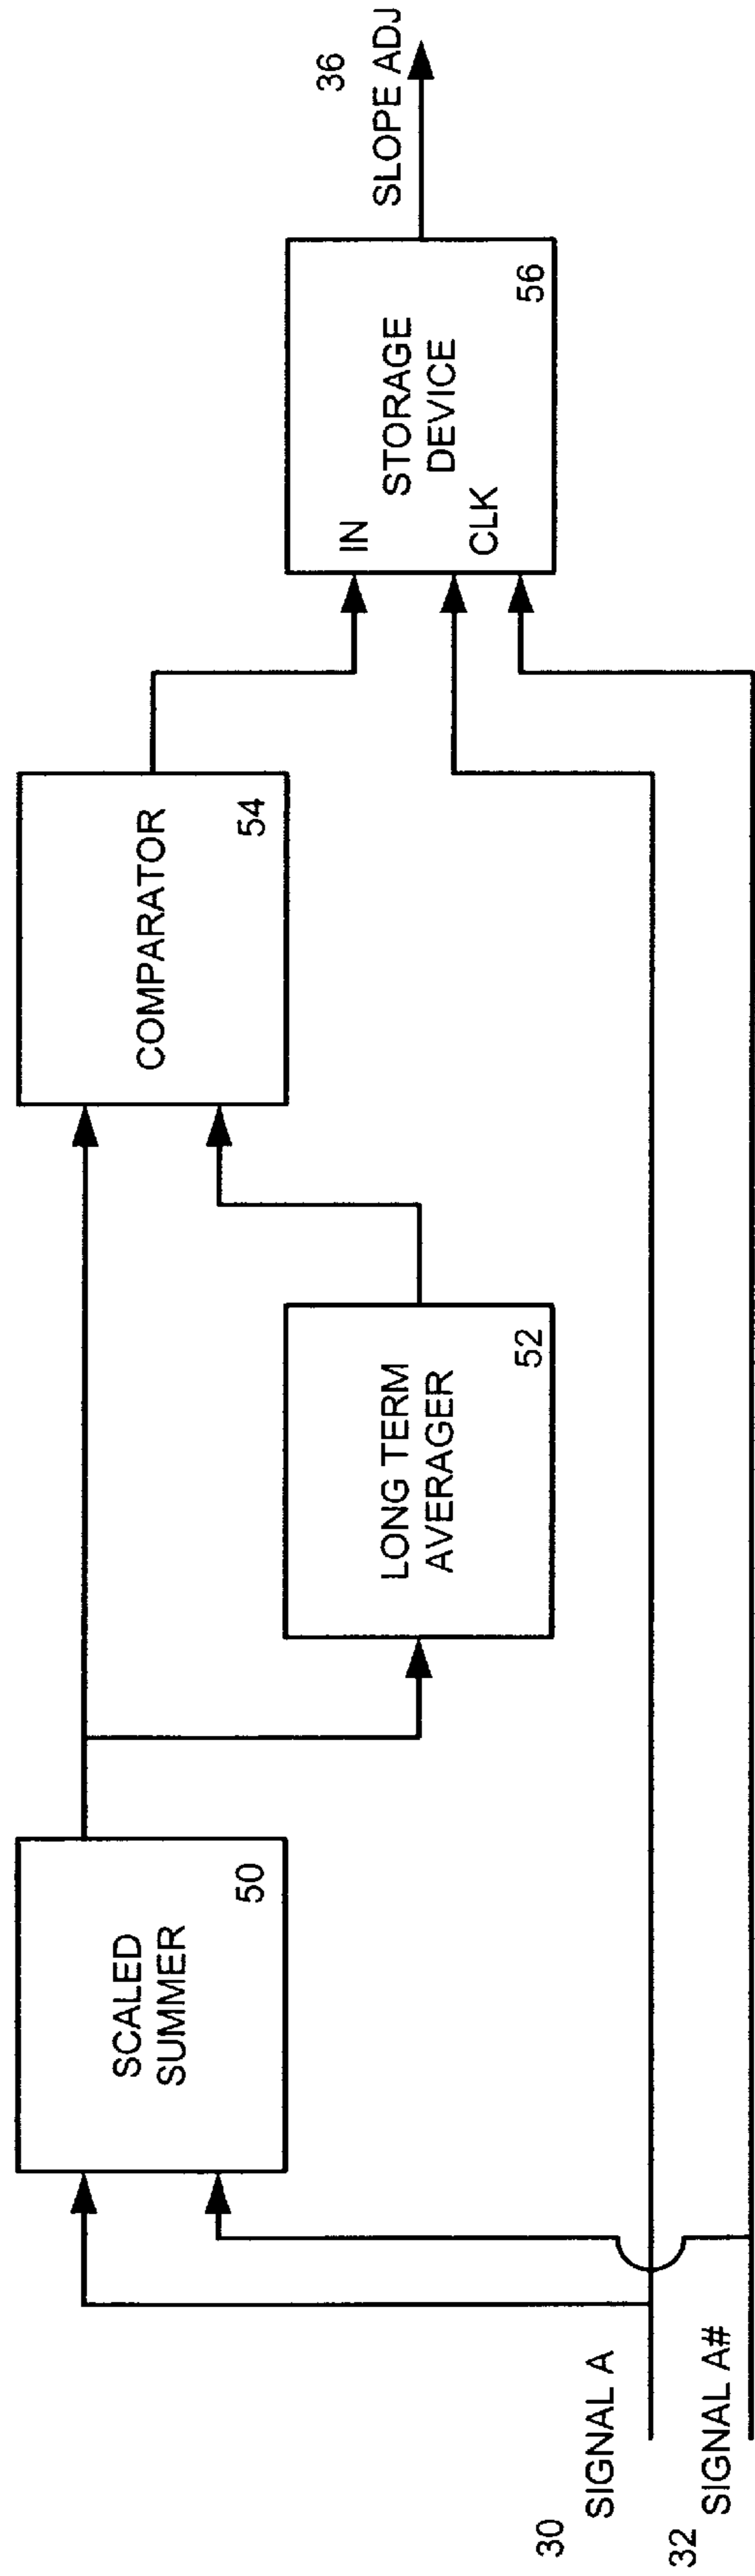 SCALED
SUMMER
50
LONG TERM
AVERAGER
52
COMPARATOR
54
IN
CLK
STORAGE
DEVICE
56
36
SLOPE ADJ
30
SIGNAL A
32
SIGNAL A#